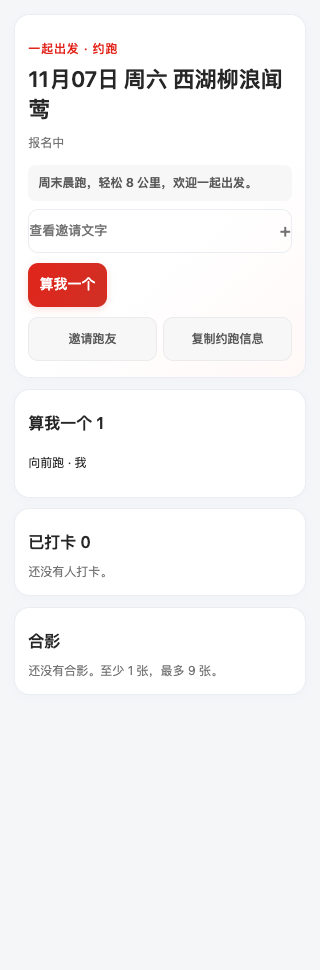 一起出发 · 约跑
11月07日 周六 西湖柳浪闻
莺
报名中
周末晨跑，轻松 8 公里，欢迎一起出发。
查看邀请文字 +
算我一个
邀请跑友 复制约跑信息
算我一个 1
向前跑 · 我
已打卡 0
还没有人打卡。
合影
还没有合影。至少 1 张，最多 9 张。